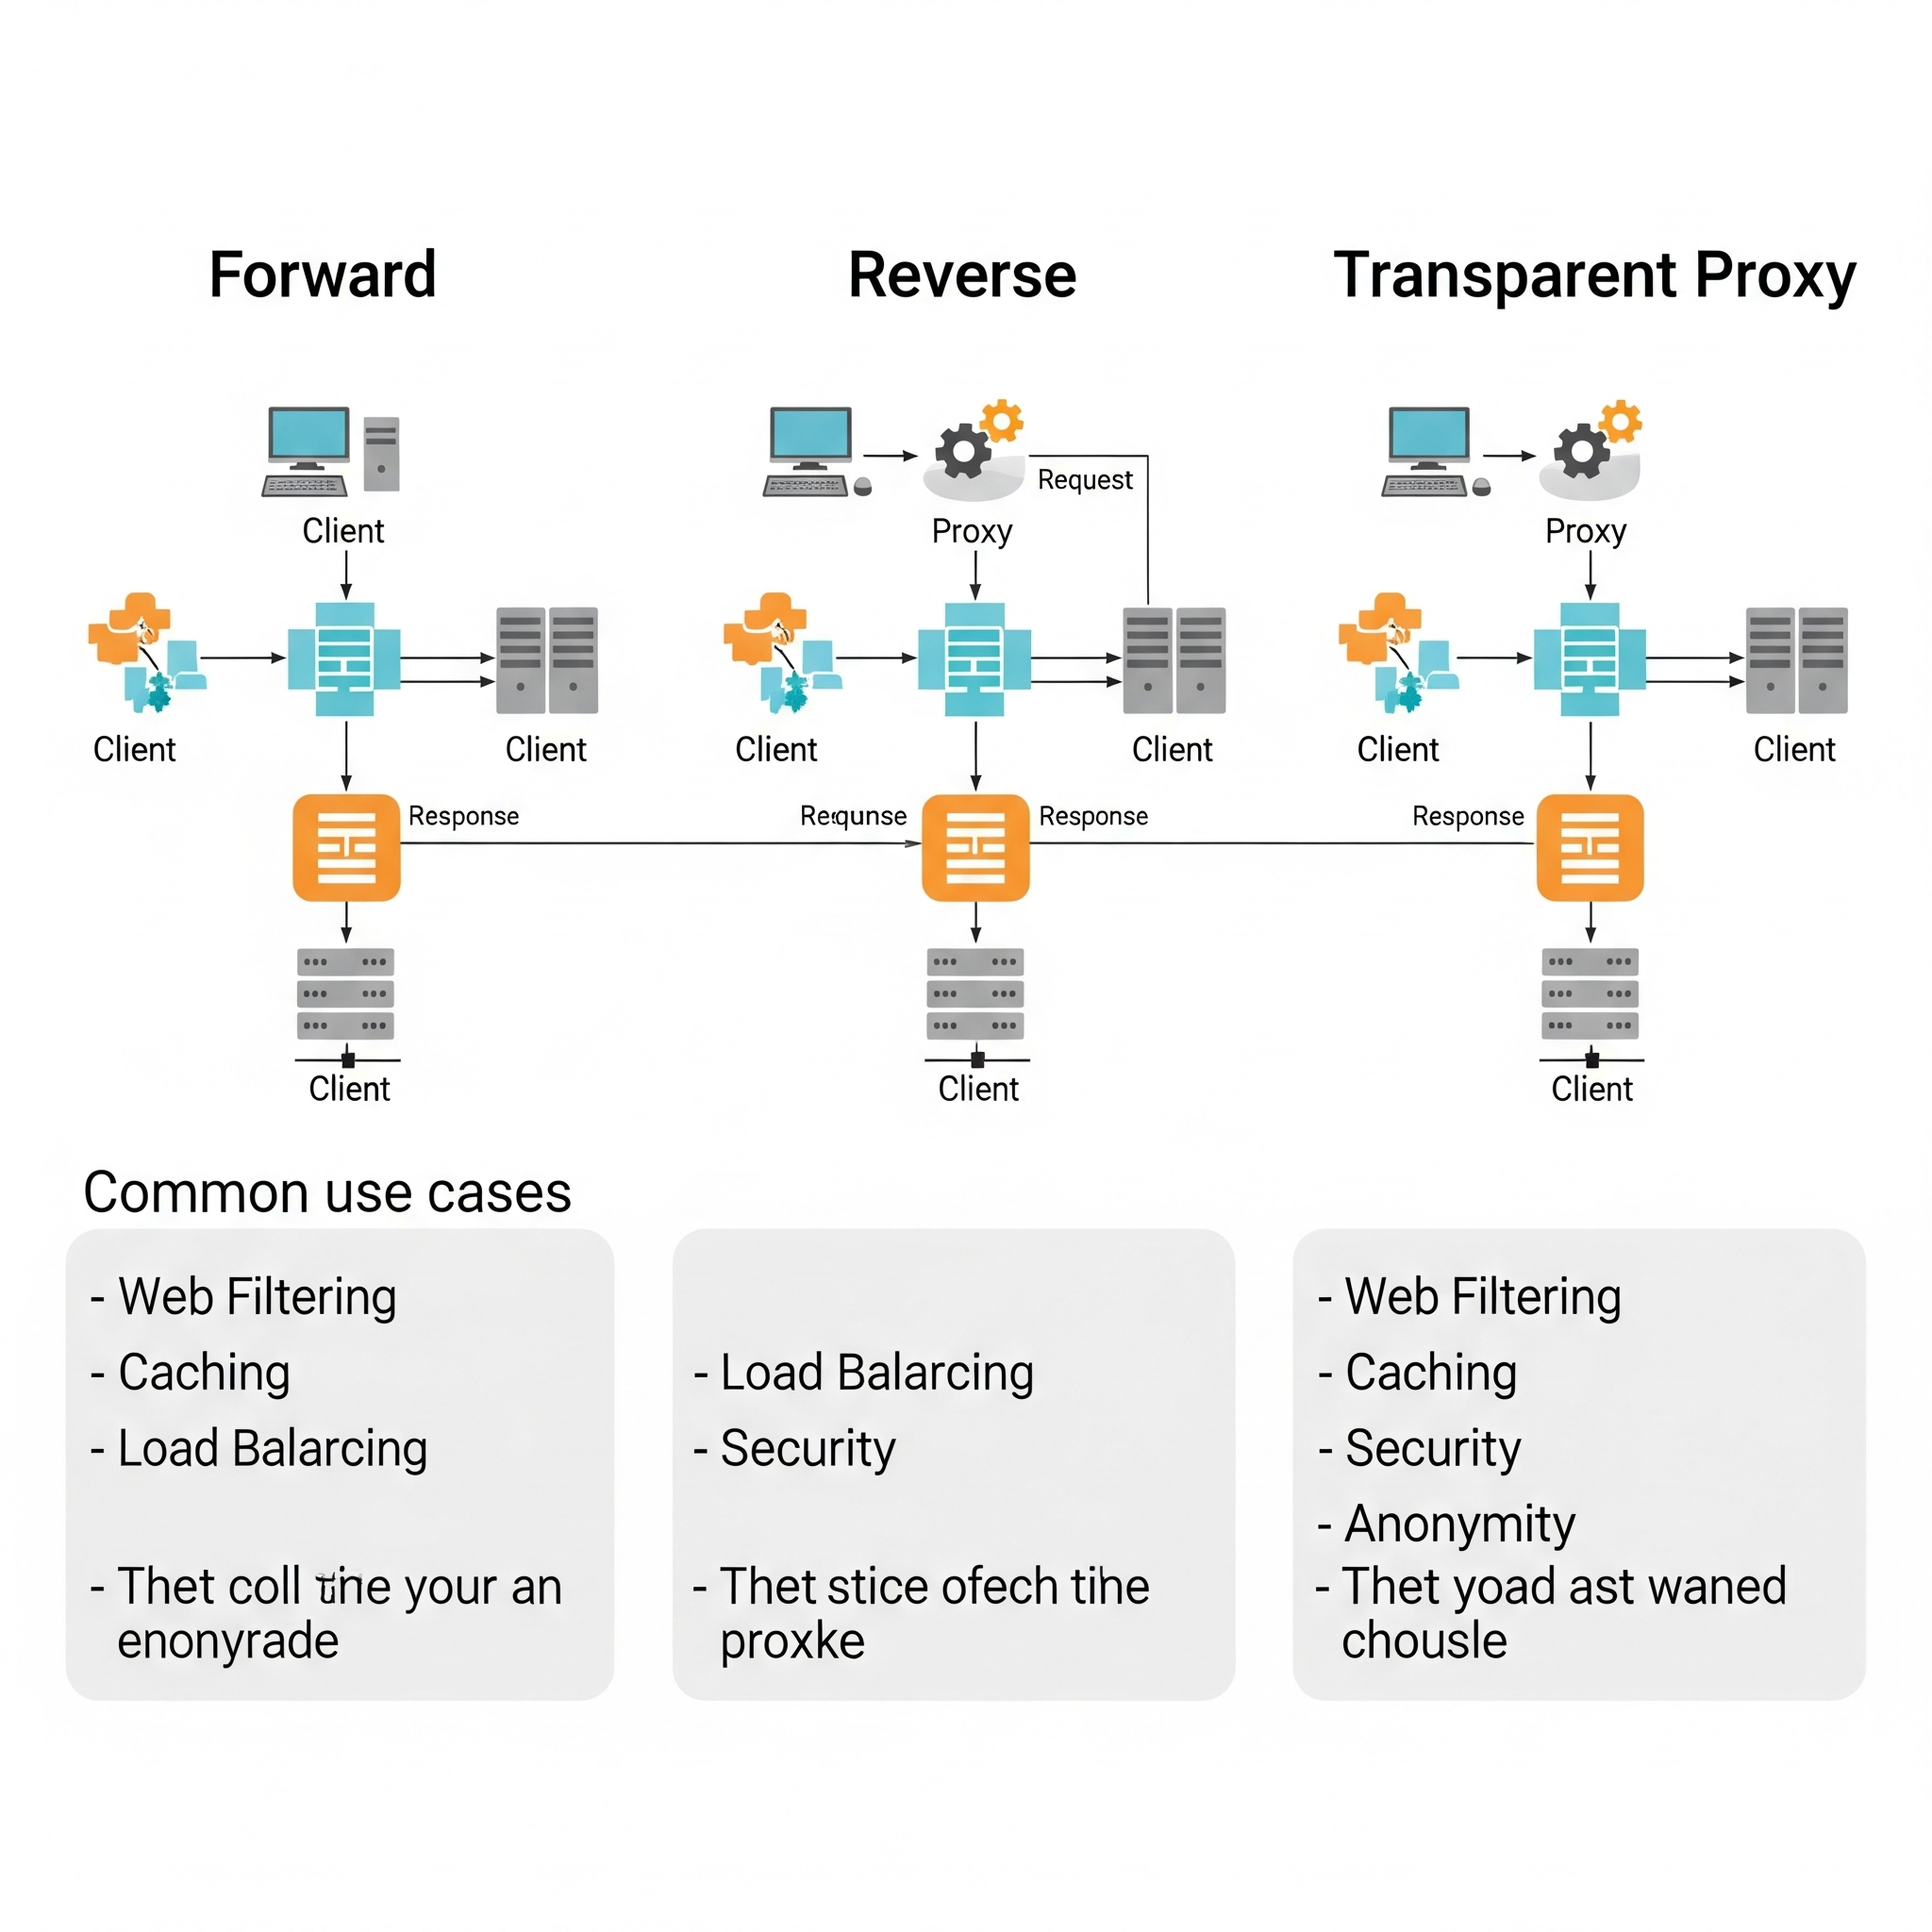 Forward
Reverse
Transparent Proxy
Client
Proxy
Request
Proxy
Client
Client
Client
Client
Client
Client
Response
Requnse
Response
Response
Client
Client
Client
Common use cases
- Web Filtering
- Caching
- Load Balarcing
- Thet coll your an
enonyrade
- Load Balarcing
- Security
- Thet stice ofech tihe
proxke
- Web Filtering
- Caching
- Security
- Anonymity
- Thet yoad ast waned
chousle